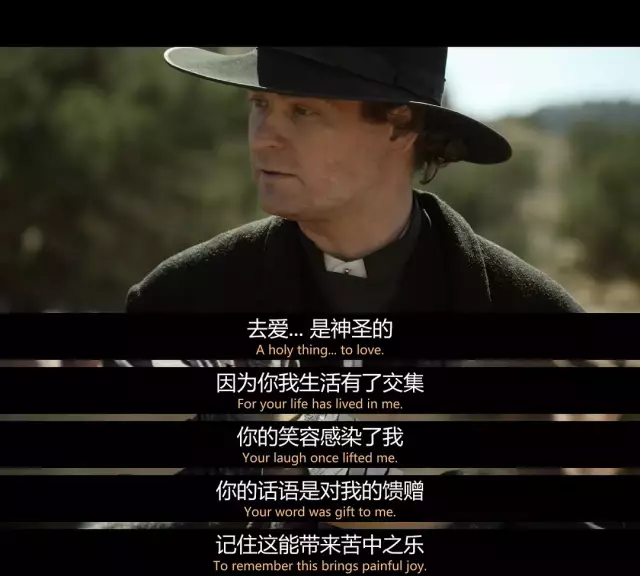 去爱... 是神圣的
A holy thing... to love.
因为你我生活有了交集
For your life has lived in me.
你的笑容感染了我
Your laugh once lifted me.
你的话语是对我的馈赠
Your word was gift to me.
记住这能带来苦中之乐
To remember this brings painful joy.